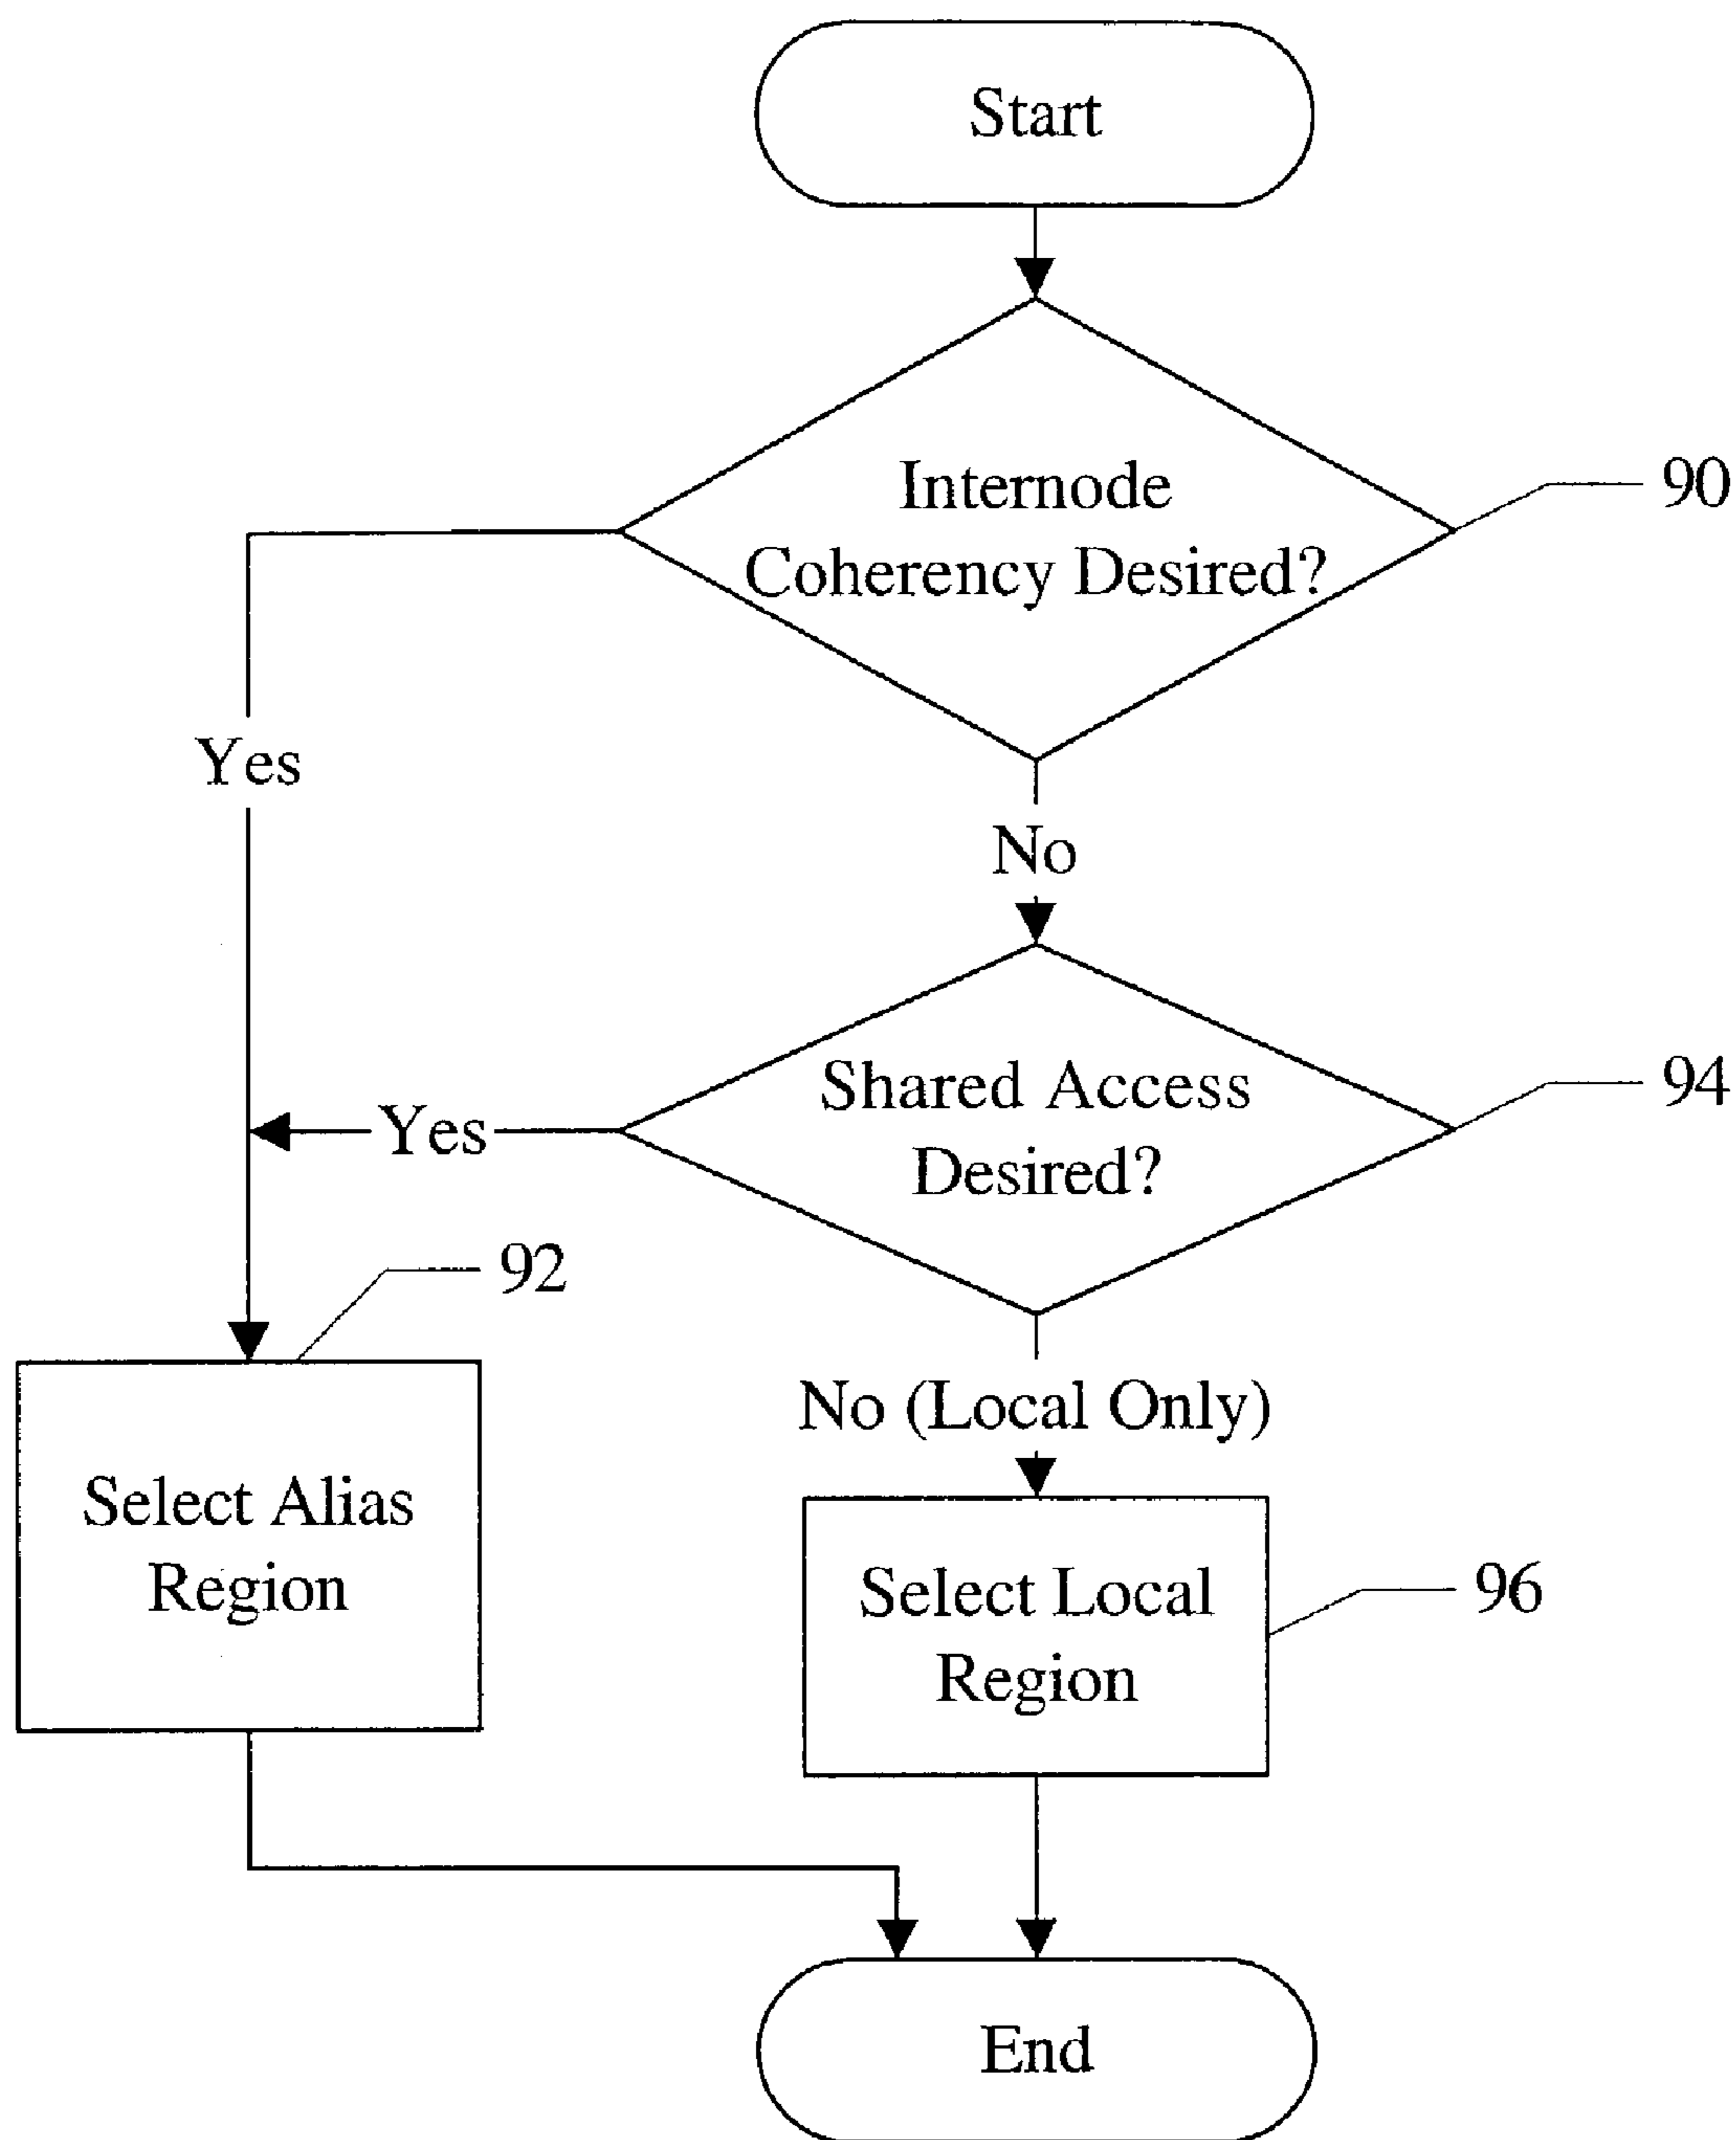 Start
Internode
Coherency Desired?
90
Yes
No
Shared Access
Desired?
94
Yes
92
No (Local Only)
Select Alias
Region
Select Local
Region
96
End